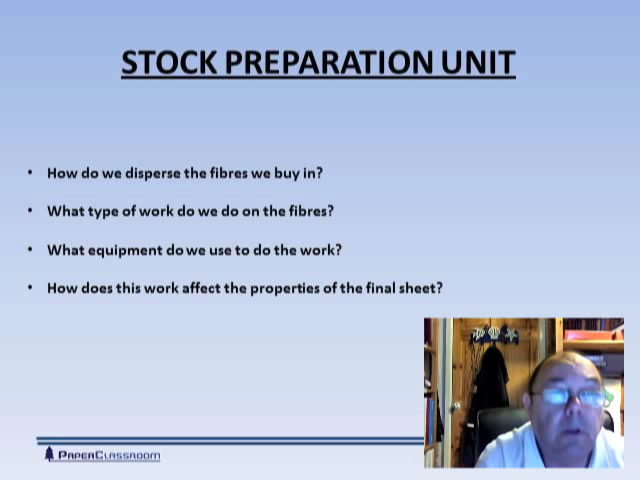 STOCK PREPARATION UNIT
• How do we disperse the fibres we buy in?
• What type of work do we do on the fibres?
• What equipment do we use to do the work?
• How does this work affect the properties of the final sheet?
PAPERCLASSROOM